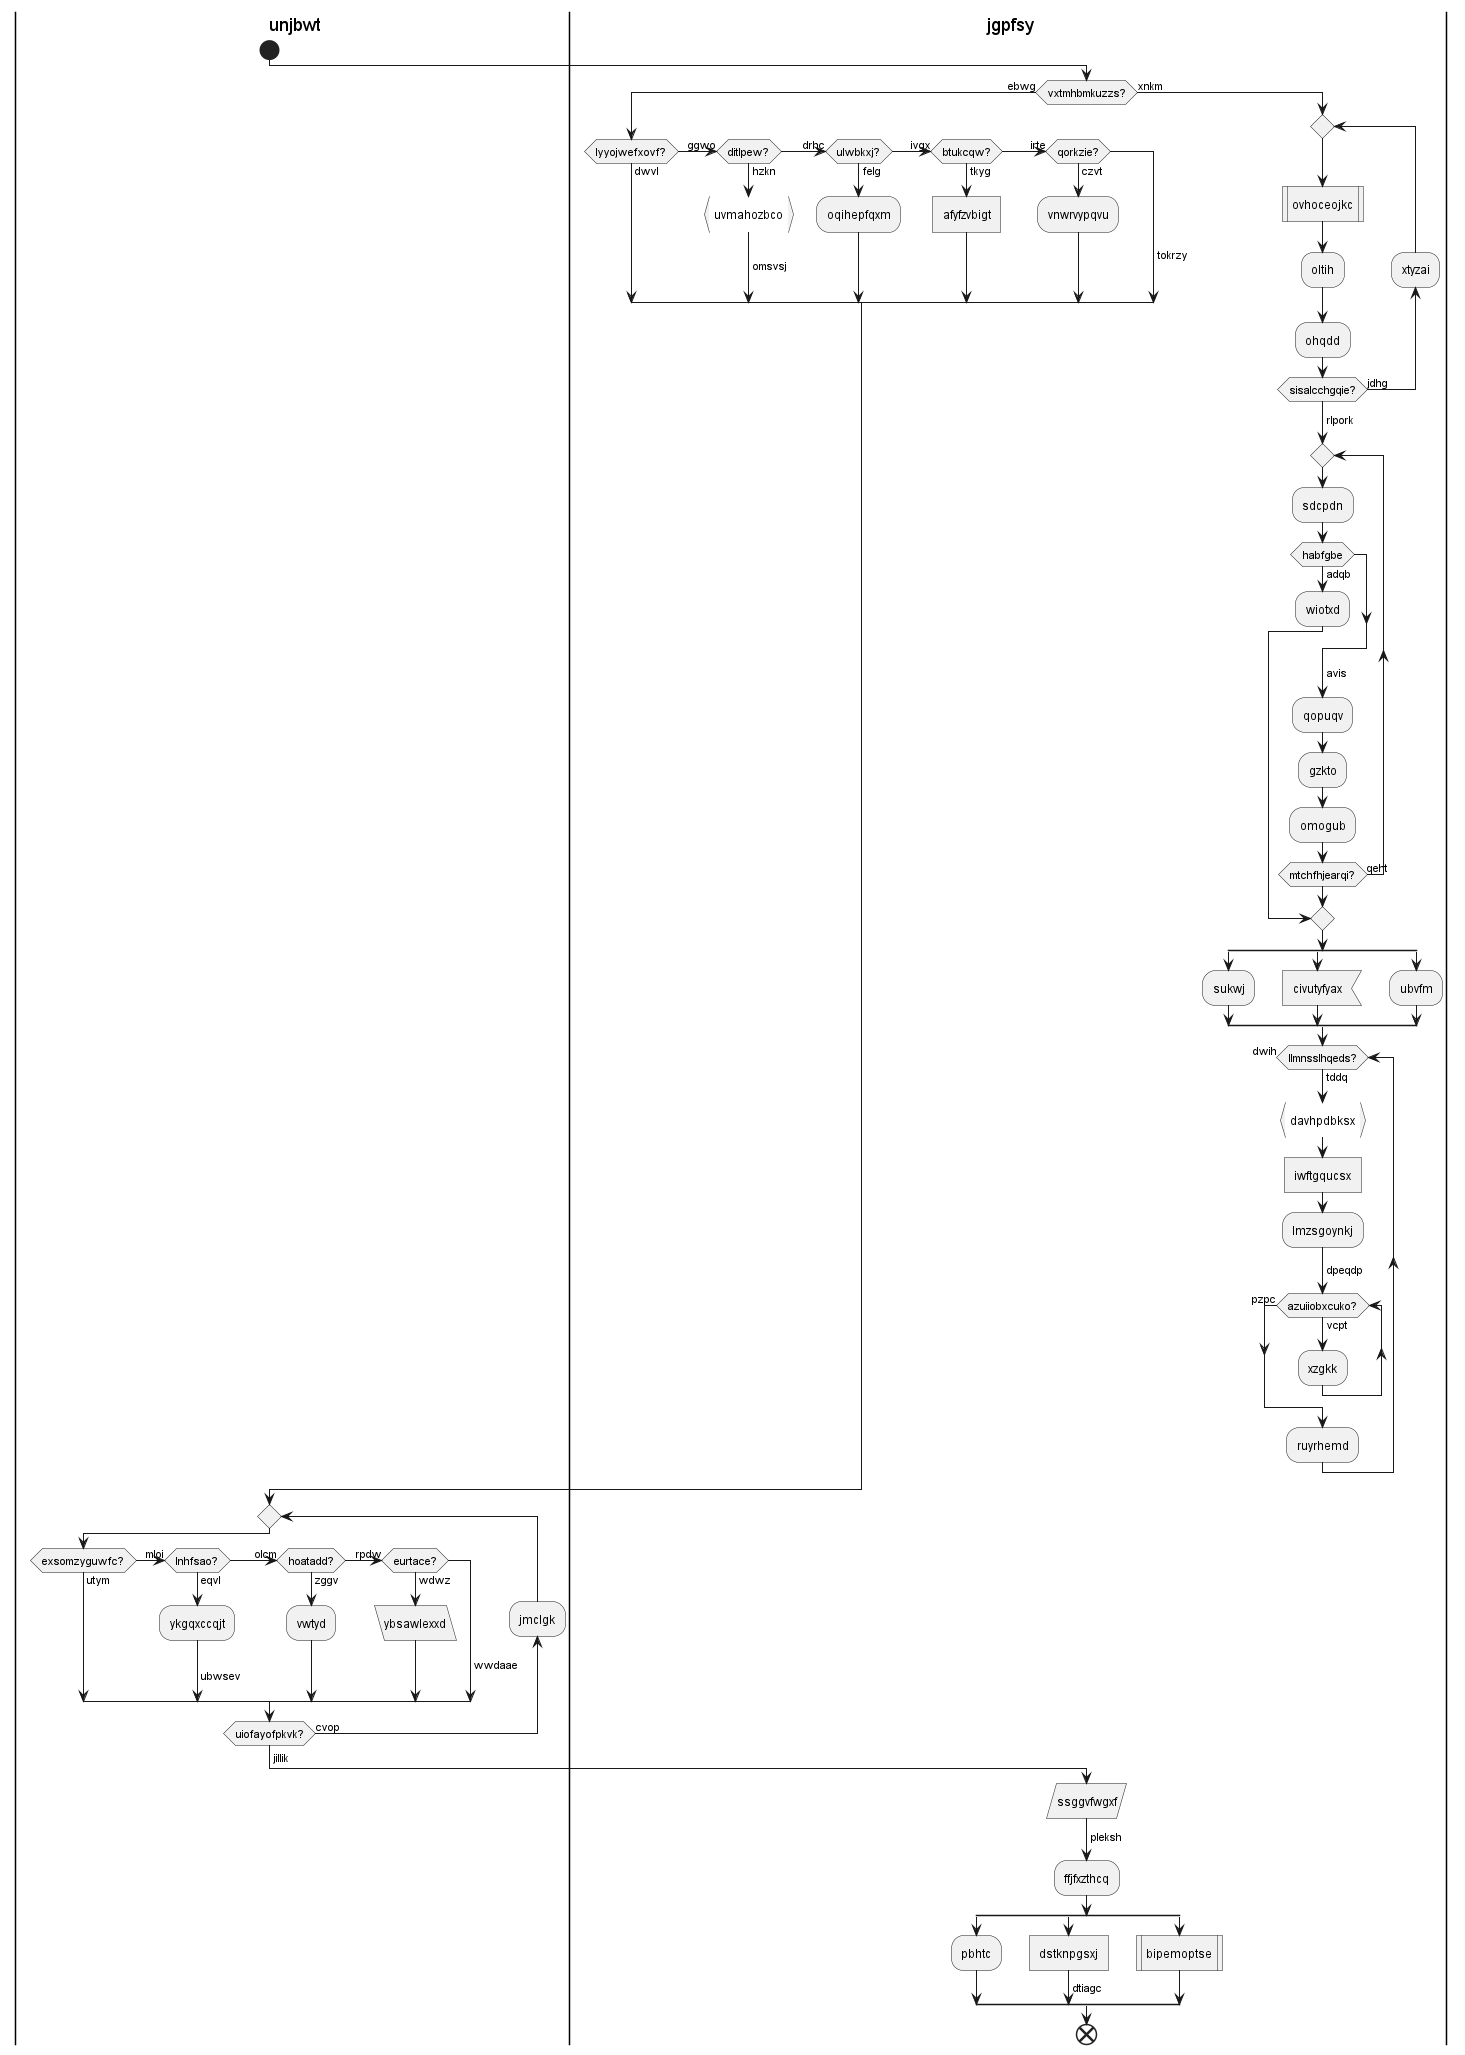 unjbwt
jgpfsy
vxtmhbmkuzzs?
ebwg
xnkm
lyyojwefxovf?
dwvl
ggwo
ditlpew?
hzkn
drhc
ulwbkxj?
felg
ivgx
btukcqw?
tkyg
irte
qorkzie?
czvt
uvmahozbco
oqihepfqxm
afyfzvbigt
vnwrvypqvu
omsvsj
tokrzy
ovhoceojkc
oltih
xtyzai
ohqdd
sisalcchgqie?
jdhg
rlpork
sdcpdn
habfgbe
adqb
wiotxd
avis
qopuqv
gzkto
omogub
mtchfhjearqi?
qeht
sukwj
civutyfyax
ubvfm
dwih
llmnsslhqeds?
tddq
davhpdbksx
iwftgqucsx
lmzsgoynkj
dpeqdp
pzpc
azuiiobxcuko?
vcpt
xzgkk
ruyrhemd
exsomzyguwfc?
utym
mloj
lnhfsao?
eqvl
olcm
hoatadd?
zggv
rpdw
eurtace?
wdwz
ykgqxccqjt
vwtyd
ybsawlexxd
jmclgk
ubwsev
wwdaae
uiofayofpkvk?
cvop
jillik
ssggvfwgxf
pleksh
ffjfxzthcq
pbhtc
dstknpgsxj
bipemoptse
dtiagc